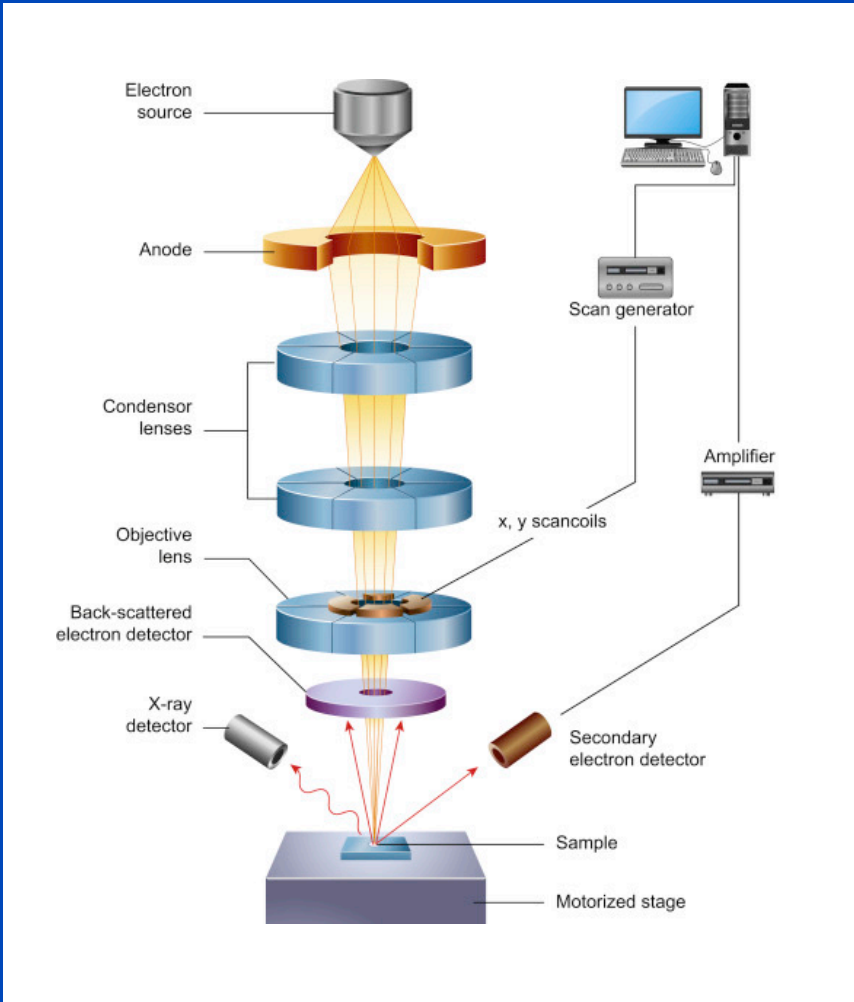 Electron
source
Anode
Scan generator
Condensor
lenses
Amplifier
x, y scancoils
Objective
lens
Back-scattered
electron detector
X-ray
detector
Secondary
electron detector
Sample
Motorized stage